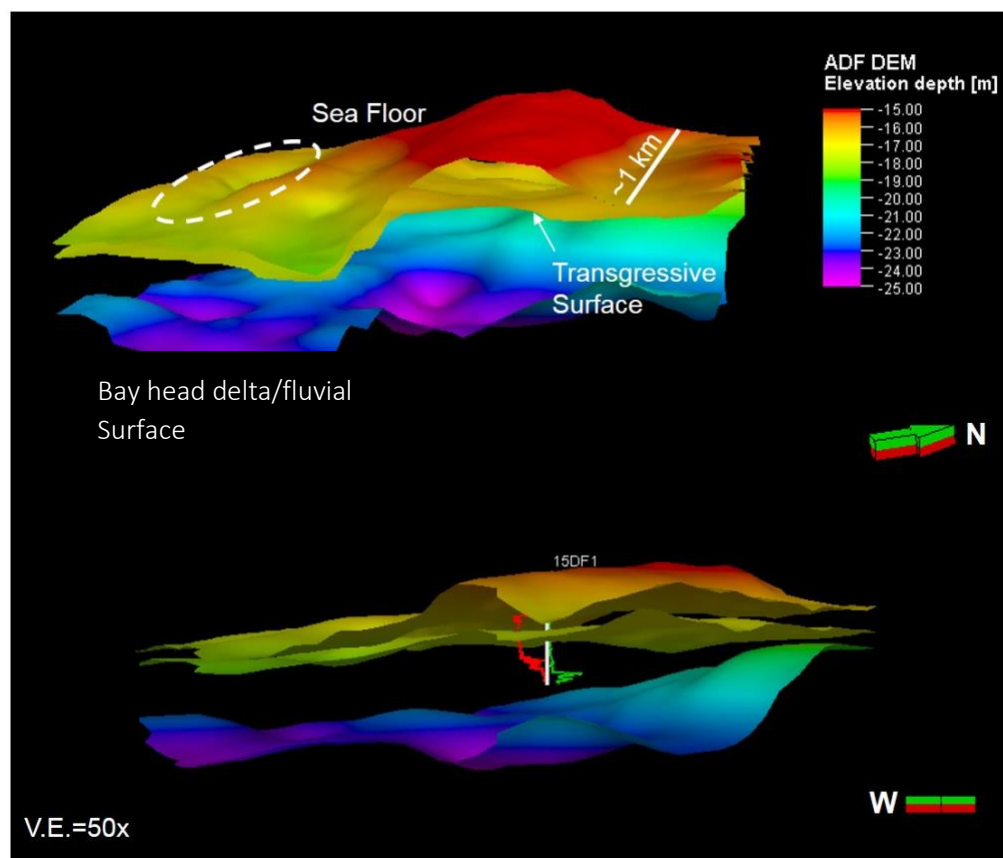 ADF DEM
Elevation depth [m]
-15.00
-16.00
-17.00
-18.00
-19.00
-20.00
-21.00
-22.00
-23.00
-24.00
-25.00
Sea Floor
~1 km
Transgressive
Surface
Bay head delta/fluvial
Surface
N
15DF1
W
V.E.=50x